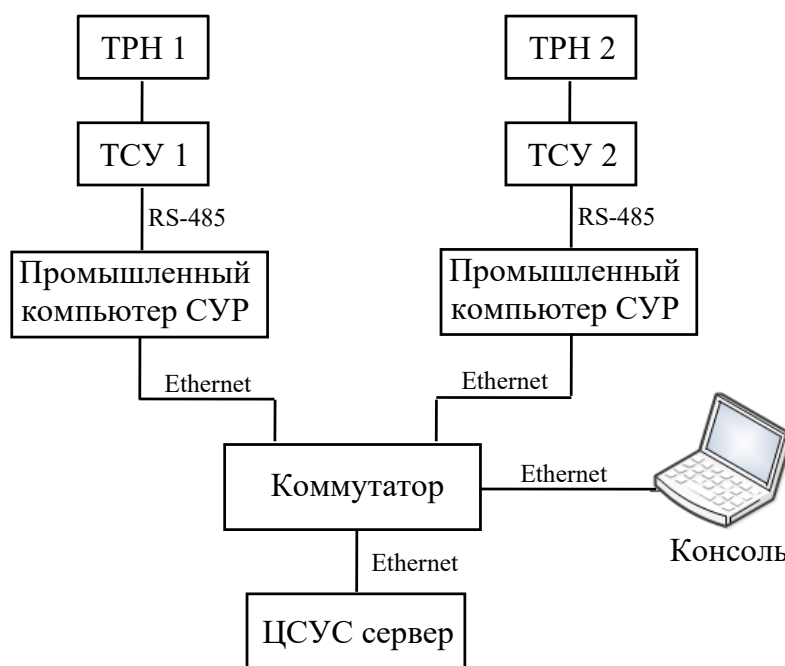 ТРН 1
ТРН 2
ТСУ 1
ТСУ 2
RS-485
RS-485
Промышленный
компьютер СУР
Промышленный
компьютер СУР
Ethernet
Ethernet
Коммутатор
Ethernet
Консоль
Ethernet
ЦСУС сервер